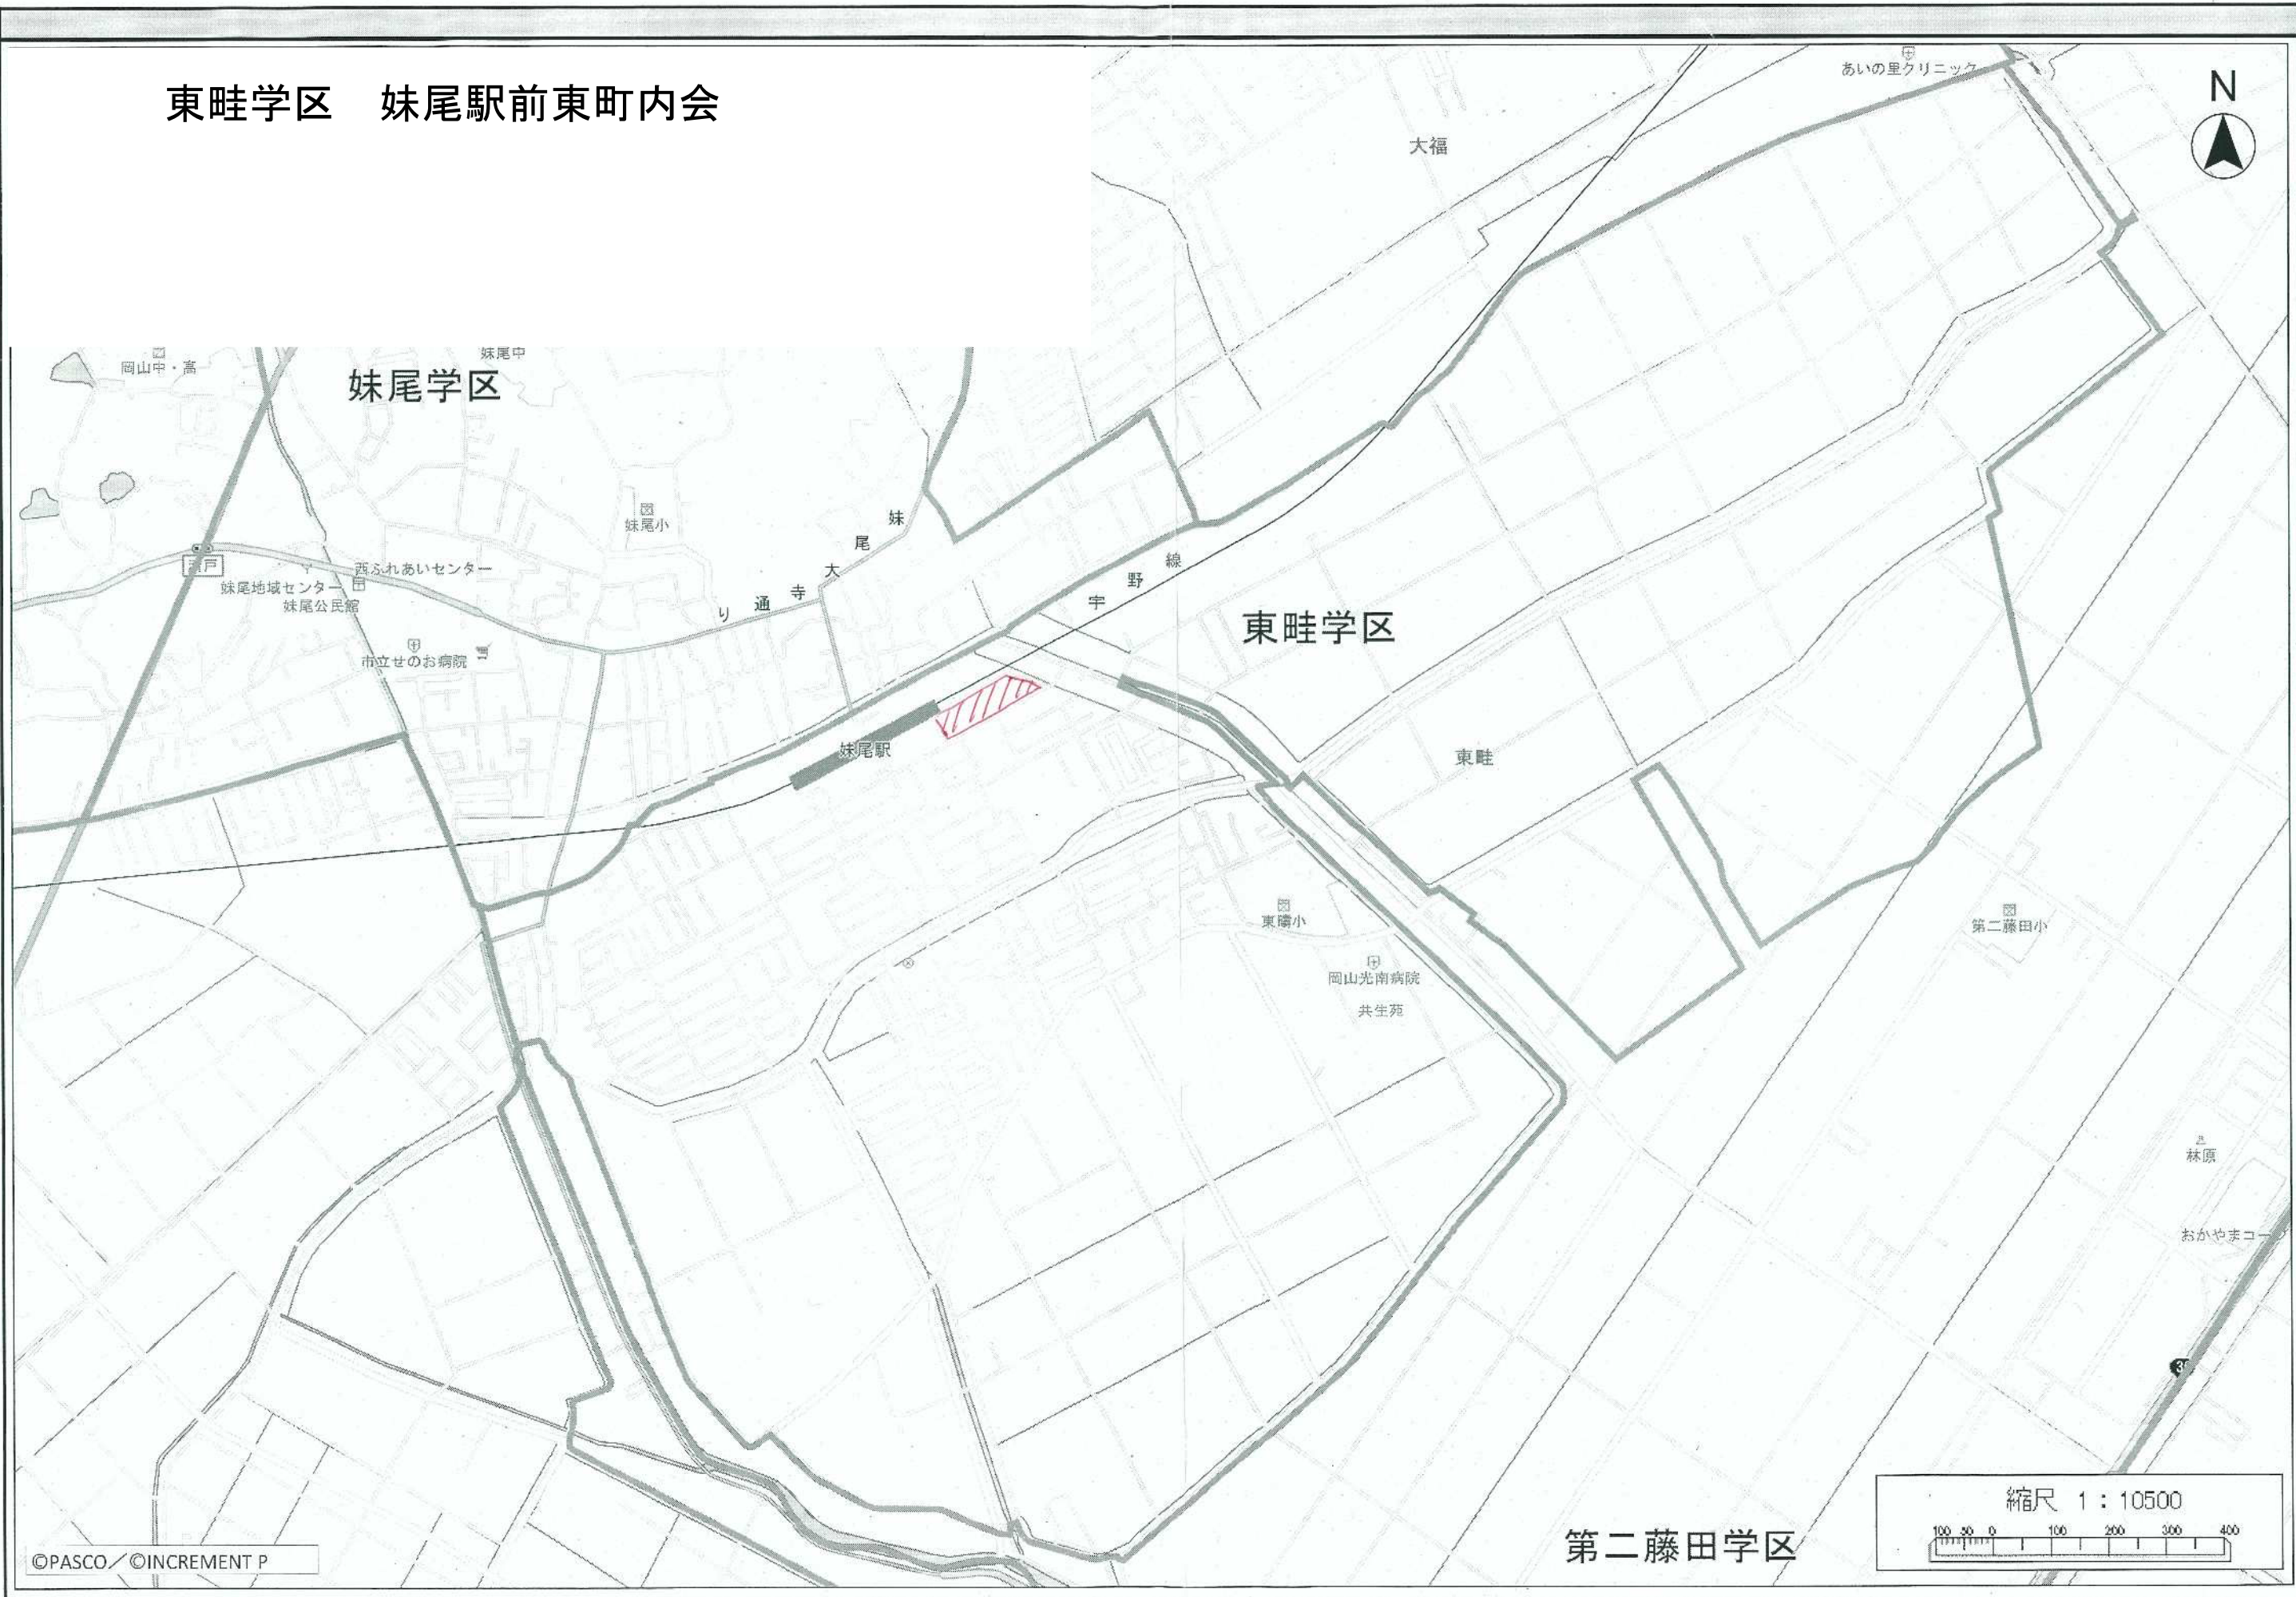 東畦学区　妹尾駅前東町内会
あいの里クリニック
N
大福
妹尾中
岡山中・高
妹尾学区
妹尾小
妹尾大寺通り
西ふれあいセンター
妹尾地域センター
妹尾公民館
宇野線
東畦学区
市立せのお病院
妹尾駅
東畦
東疇小
第二藤田小
岡山光南病院
共生苑
林原
おかやまコー
縮尺 1：10500
100 50 0 100 200 300 400
第二藤田学区
©PASCO／©INCREMENT P